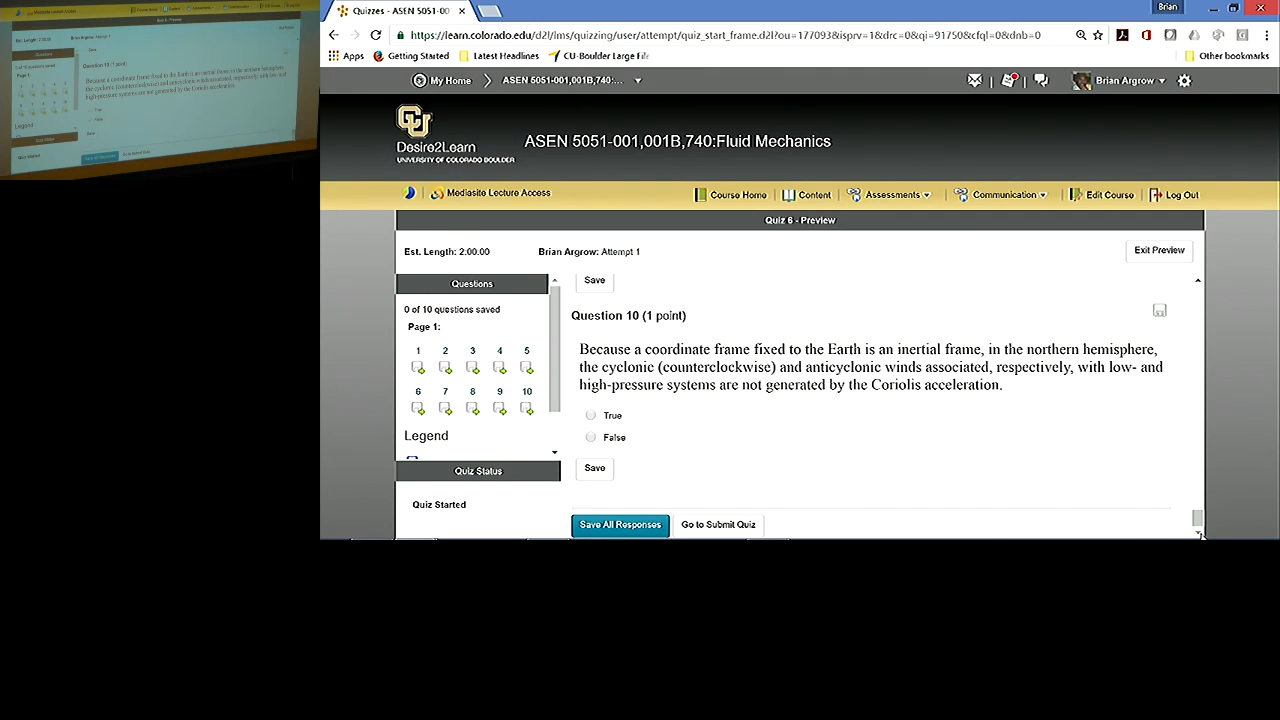 Quizzes - ASEN 5051-00
Brian
https://learn.colorado.edu/d2l/lms/quizzing/user/attempt/quiz_start_frame.d2l?ou=177093&isprv=1&drc=0&qi=91750&cfql=0&dnb=0
Apps Getting Started Latest Headlines CU-Boulder Large Fil Other bookmarks
My Home ASEN 5051-001,001B,740:... Brian Argrow
CU
Desire2Learn
UNIVERSITY OF COLORADO BOULDER
ASEN 5051-001,001B,740:Fluid Mechanics
Mediasite Lecture Access Course Home Content Assessments Communication Edit Course Log Out
Quiz 6 - Preview
Est. Length: 2:00:00 Brian Argrow: Attempt 1 Exit Preview
Questions
0 of 10 questions saved
Page 1:
1 2 3 4 5
6 7 8 9 10
Legend
Quiz Status
Quiz Started
Save
Question 10 (1 point)
Because a coordinate frame fixed to the Earth is an inertial frame, in the northern hemisphere,
the cyclonic (counterclockwise) and anticyclonic winds associated, respectively, with low- and
high-pressure systems are not generated by the Coriolis acceleration.
True
False
Save
Save All Responses Go to Submit Quiz